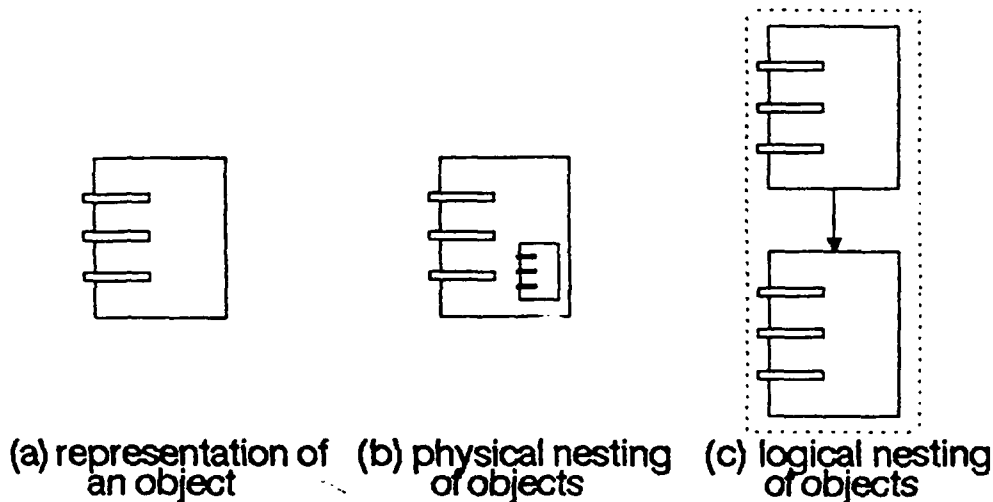 (a) representation of
an object
(b) physical nesting
of objects
(c) logical nesting
of objects